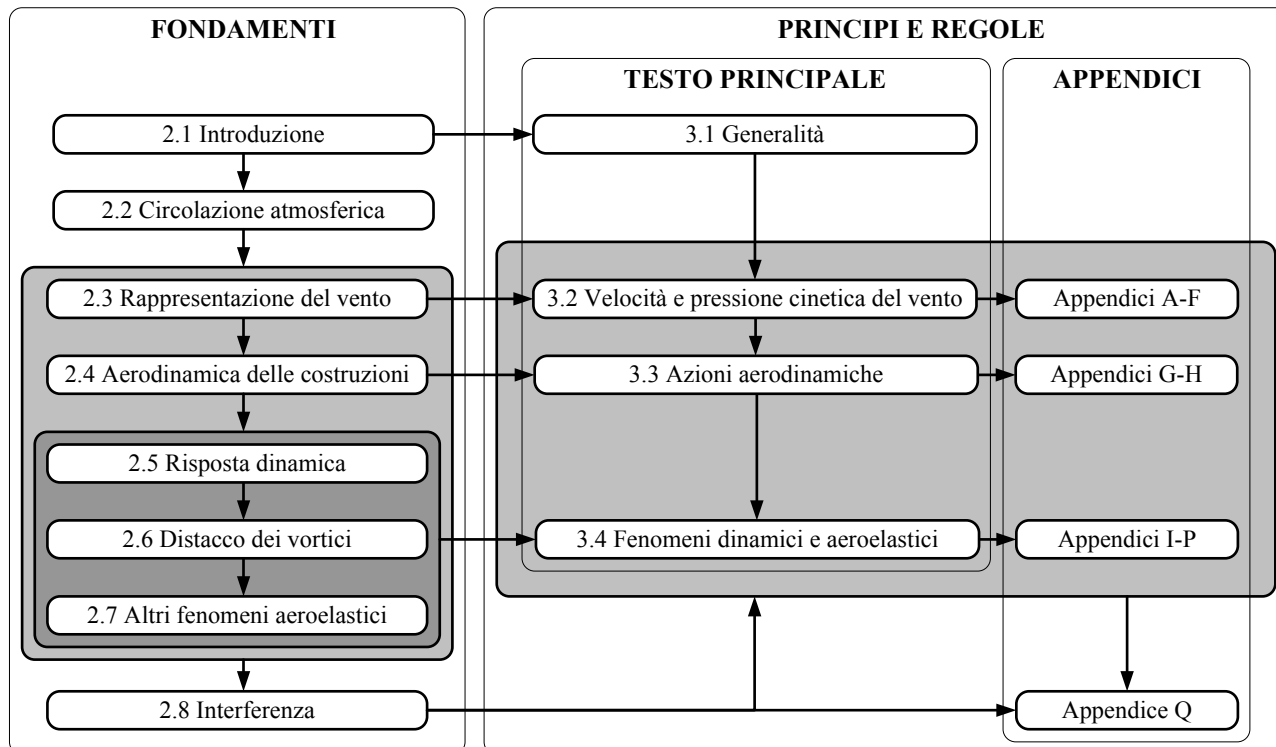 FONDAMENTI
PRINCIPI E REGOLE
TESTO PRINCIPALE
APPENDICI
2.1 Introduzione
3.1 Generalità
2.2 Circolazione atmosferica
2.3 Rappresentazione del vento
3.2 Velocità e pressione cinetica del vento
Appendici A-F
2.4 Aerodinamica delle costruzioni
3.3 Azioni aerodinamiche
Appendici G-H
2.5 Risposta dinamica
2.6 Distacco dei vortici
3.4 Fenomeni dinamici e aeroelastici
Appendici I-P
2.7 Altri fenomeni aeroelastici
2.8 Interferenza
Appendice Q